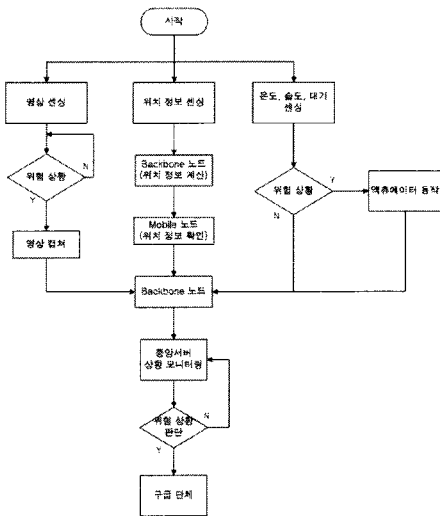 시작
영상 센싱
위치 정보 센싱
온도, 습도, 대기
센싱
N
위험 상황
Y
Backbone 노드
(위치 정보 계산)
위험 상황
Y
N
액츄에이터 동작
영상 캡쳐
Mobile 노드
(위치 정보 확인)
Backbone 노드
중앙서버
상황 모니터링
위험 상황
판단
N
Y
구급 단체